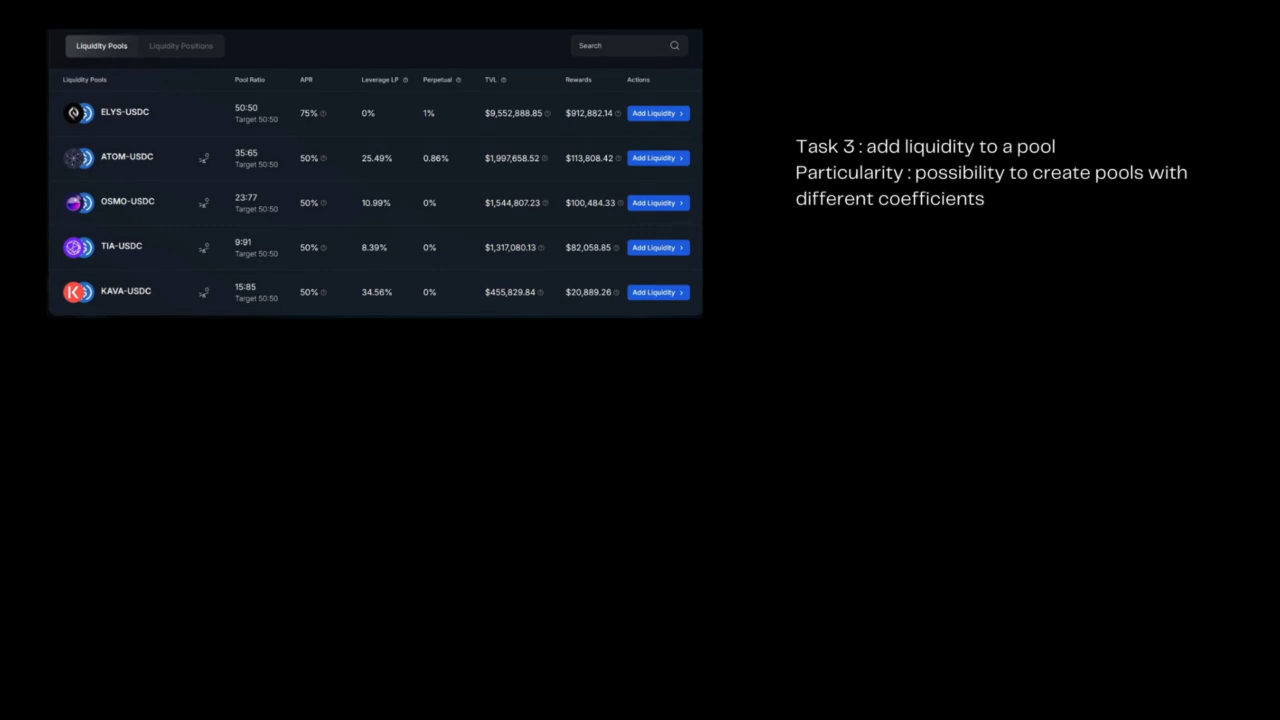 Liquidity Pools Liquidity Positions Search
Liquidity Pools Pool Ratio APR Leverage LP Perpetual TVL Rewards Actions
ELYS-USDC 50:50 75% 0% 1% $9,552,888.85 $912,882.14 Add Liquidity
Target 50:50
ATOM-USDC 35:65 50% 25.49% 0.86% $1,997,658.52 $113,808.42 Add Liquidity
Target 50:50
OSMO-USDC 23:77 50% 10.99% 0% $1,544,807.23 $100,484.33 Add Liquidity
Target 50:50
TIA-USDC 9:91 50% 8.39% 0% $1,317,080.13 $82,058.85 Add Liquidity
Target 50:50
KAVA-USDC 15:85 50% 34.56% 0% $455,829.84 $20,889.26 Add Liquidity
Target 50:50
Task 3 : add liquidity to a pool
Particularity : possibility to create pools with
different coefficients